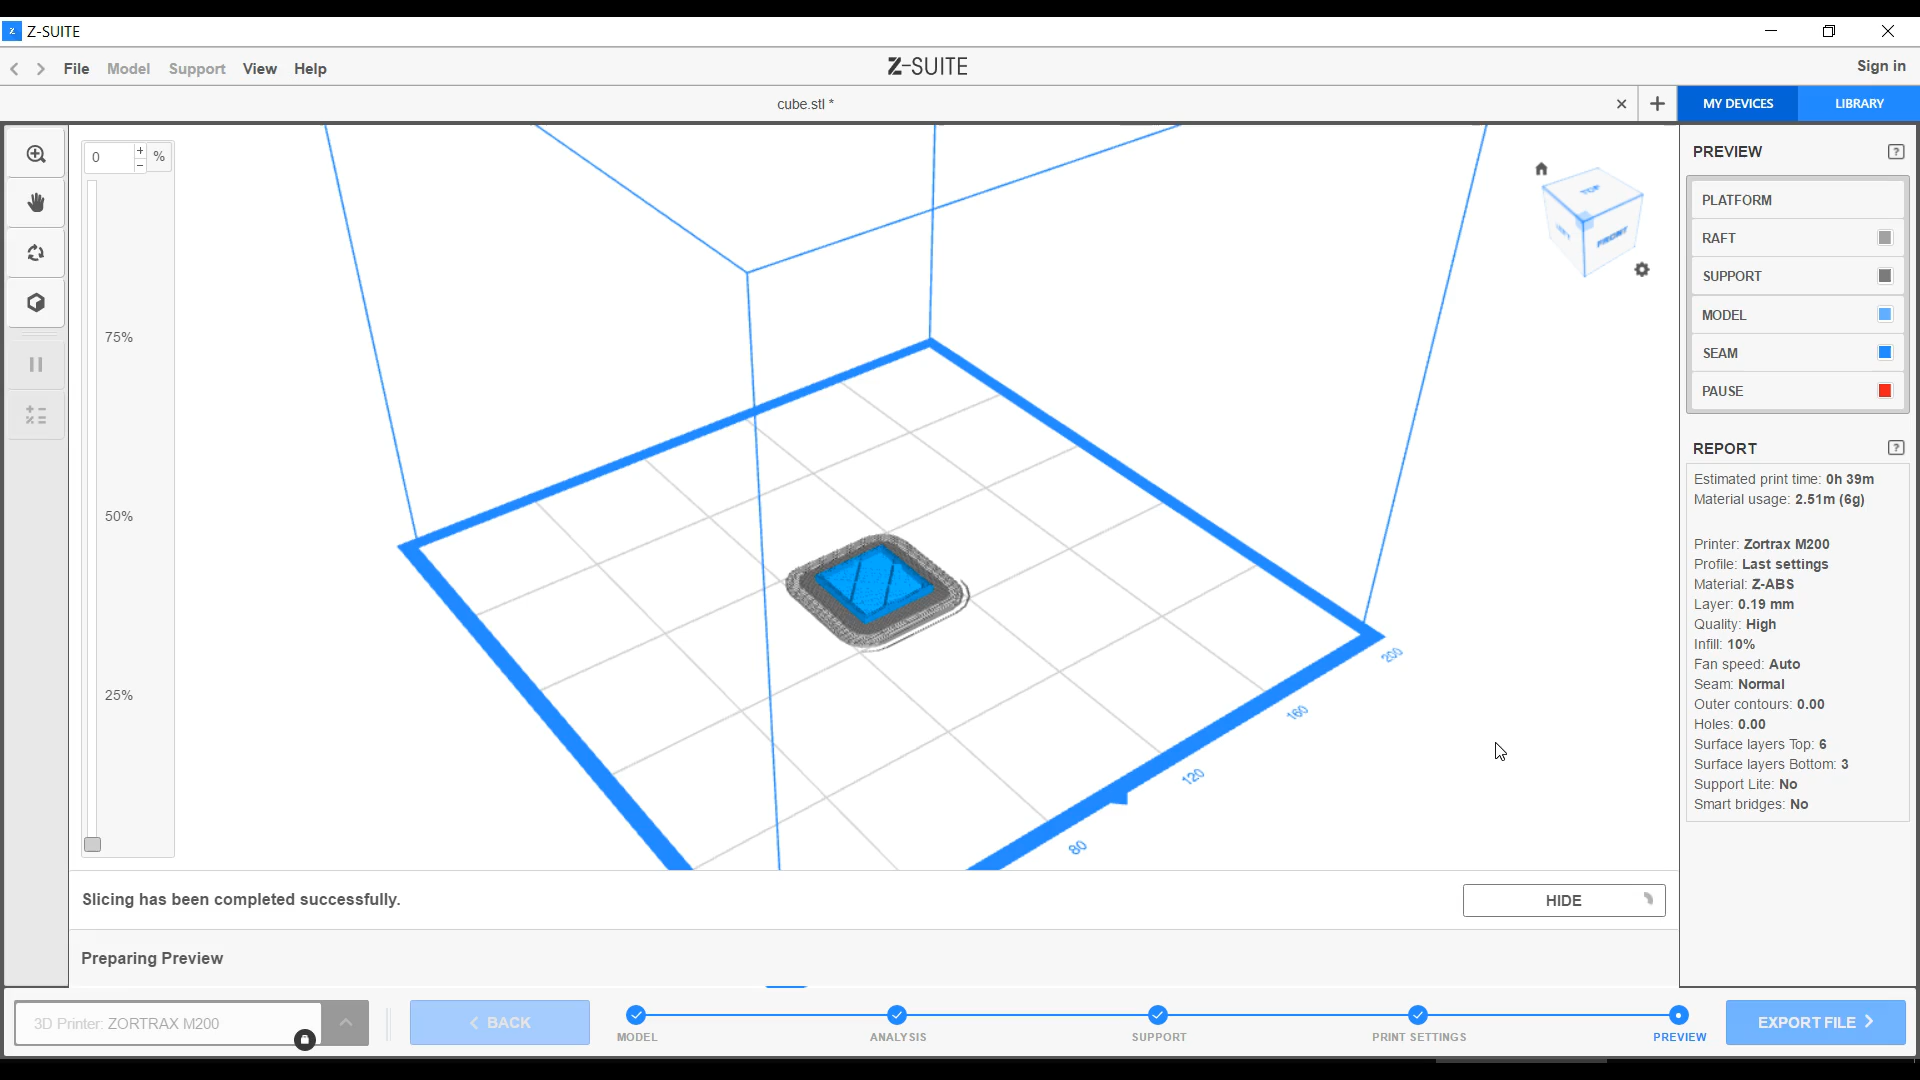 Z Z-SUITE
File Model Support View Help
Z-SUITE
Sign in
cube.stl *
MY DEVICES
LIBRARY
0 + - %
75%
50%
25%
TOP
FRONT
200
160
120
80
PREVIEW ?
PLATFORM
RAFT
SUPPORT
MODEL
SEAM
PAUSE
REPORT ?
Estimated print time: 0h 39m
Material usage: 2.51m (6g)
Printer: Zortrax M200
Profile: Last settings
Material: Z-ABS
Layer: 0.19 mm
Quality: High
Infill: 10%
Fan speed: Auto
Seam: Normal
Outer contours: 0.00
Holes: 0.00
Surface layers Top: 6
Surface layers Bottom: 3
Support Lite: No
Smart bridges: No
Slicing has been completed successfully.
HIDE
Preparing Preview
3D Printer: ZORTRAX M200
BACK
MODEL
ANALYSIS
SUPPORT
PRINT SETTINGS
PREVIEW
EXPORT FILE